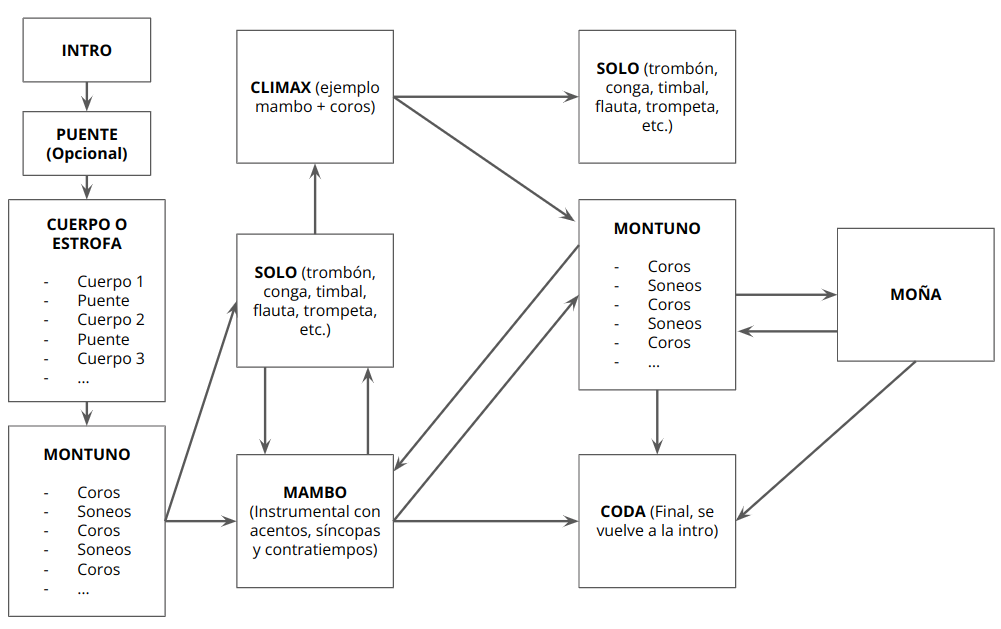 INTRO
PUENTE
(Opcional)
CUERPO O
ESTROFA
- Cuerpo 1
- Puente
- Cuerpo 2
- Puente
- Cuerpo 3
- ...
MONTUNO
- Coros
- Soneos
- Coros
- Soneos
- Coros
- ...
CLIMAX (ejemplo
mambo + coros)
SOLO (trombón,
conga, timbal,
flauta, trompeta,
etc.)
MAMBO
(Instrumental con
acentos, síncopas
y contratiempos)
SOLO (trombón,
conga, timbal,
flauta, trompeta,
etc.)
MONTUNO
- Coros
- Soneos
- Coros
- Soneos
- Coros
- ...
CODA (Final, se
vuelve a la intro)
MOÑA